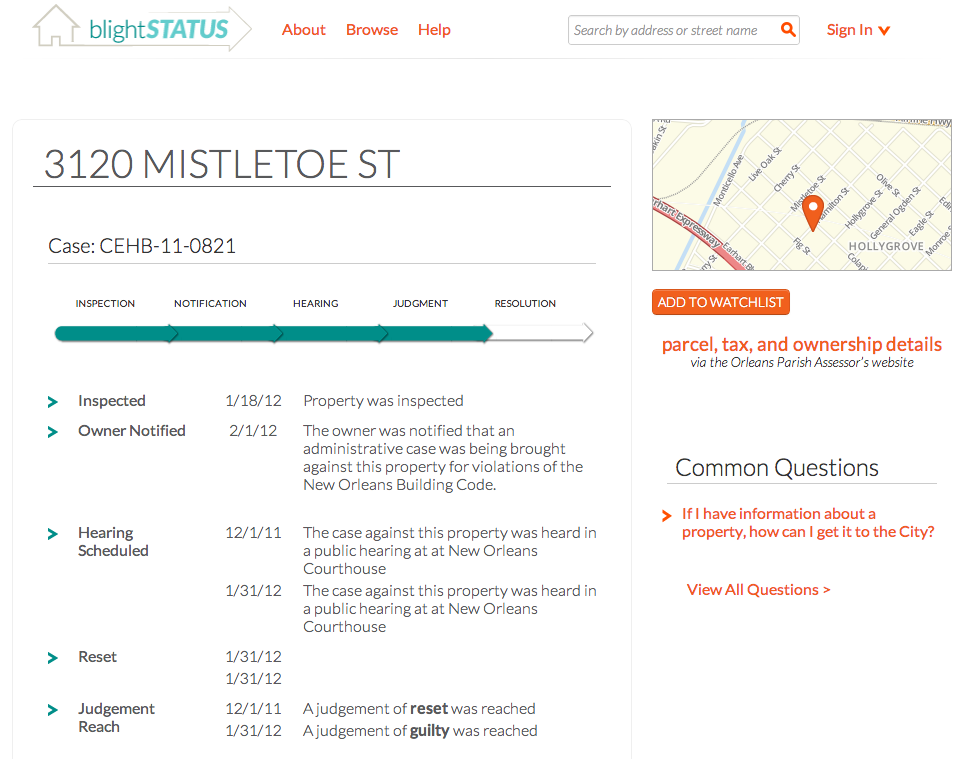 blightSTATUS
About Browse Help
Search by address or street name
Sign In
3120 MISTLETOE ST
Case: CEHB-11-0821
INSPECTION NOTIFICATION HEARING JUDGMENT RESOLUTION
Inspected 1/18/12 Property was inspected
Owner Notified 2/1/12 The owner was notified that an
administrative case was being brought
against this property for violations of the
New Orleans Building Code.
Hearing 12/1/11 The case against this property was heard in
Scheduled a public hearing at at New Orleans
Courthouse
1/31/12 The case against this property was heard in
a public hearing at at New Orleans
Courthouse
Reset 1/31/12
1/31/12
Judgement 12/1/11 A judgement of reset was reached
Reach 1/31/12 A judgement of guilty was reached
Monticello Ave
Live Oak St
Cherry St
Mistletoe St
Hamilton St
Olive St
Hollygrove St
General Ogden St
Eagle St
Fig St
HOLLYGROVE
ADD TO WATCHLIST
parcel, tax, and ownership details
via the Orleans Parish Assessor's website
Common Questions
If I have information about a
property, how can I get it to the City?
View All Questions >